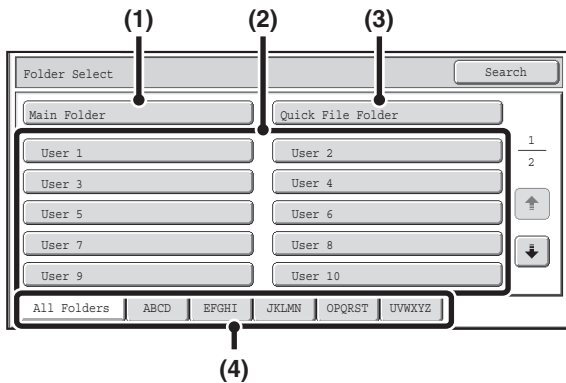 (1) (2) (3)
Folder Select Search
Main Folder Quick File Folder
User 1 User 2
User 3 User 4
User 5 User 6
User 7 User 8
User 9 User 10
1
2
All Folders ABCD EFGHI JKLMN OPQRST UVWXYZ
(4)